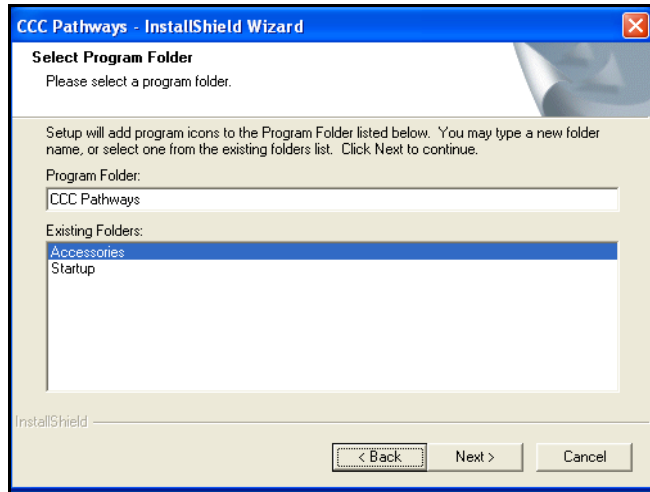 CCC Pathways - InstallShield Wizard
Select Program Folder
Please select a program folder.
Setup will add program icons to the Program Folder listed below. You may type a new folder
name, or select one from the existing folders list. Click Next to continue.
Program Folder:
CCC Pathways
Existing Folders:
Accessories
Startup
InstallShield
< Back Next > Cancel